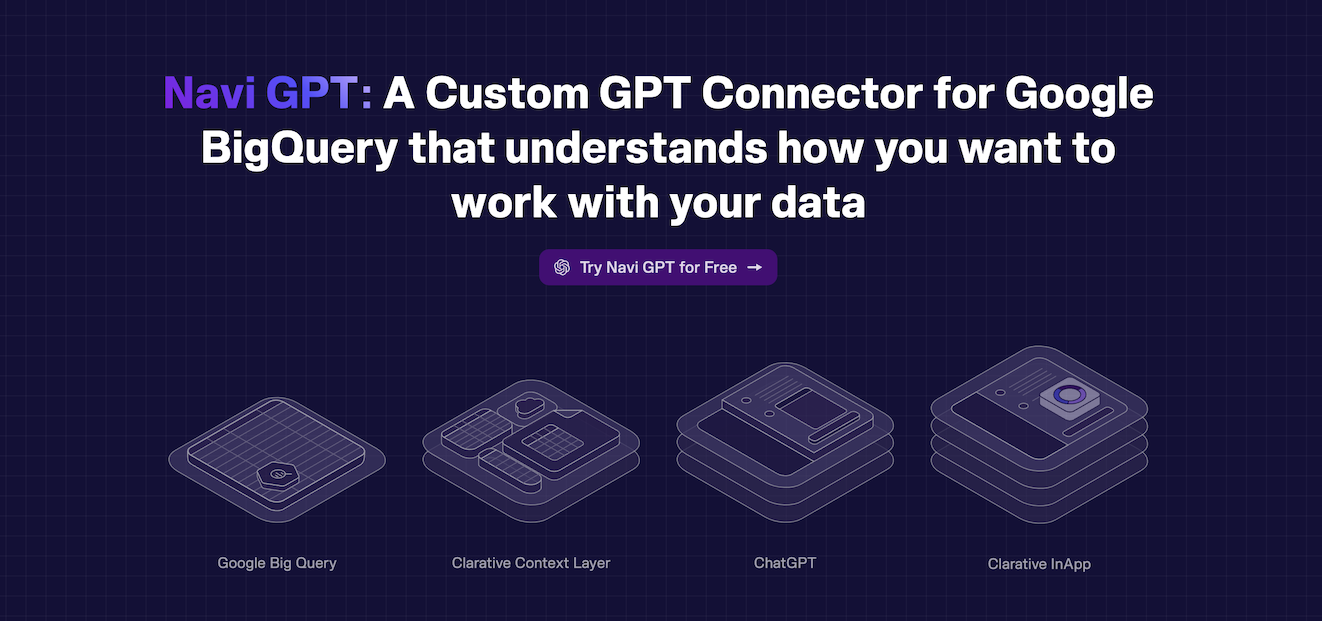 Navi GPT: A Custom GPT Connector for Google
BigQuery that understands how you want to
work with your data
Try Navi GPT for Free →
Google Big Query
Clarative Context Layer
ChatGPT
Clarative InApp